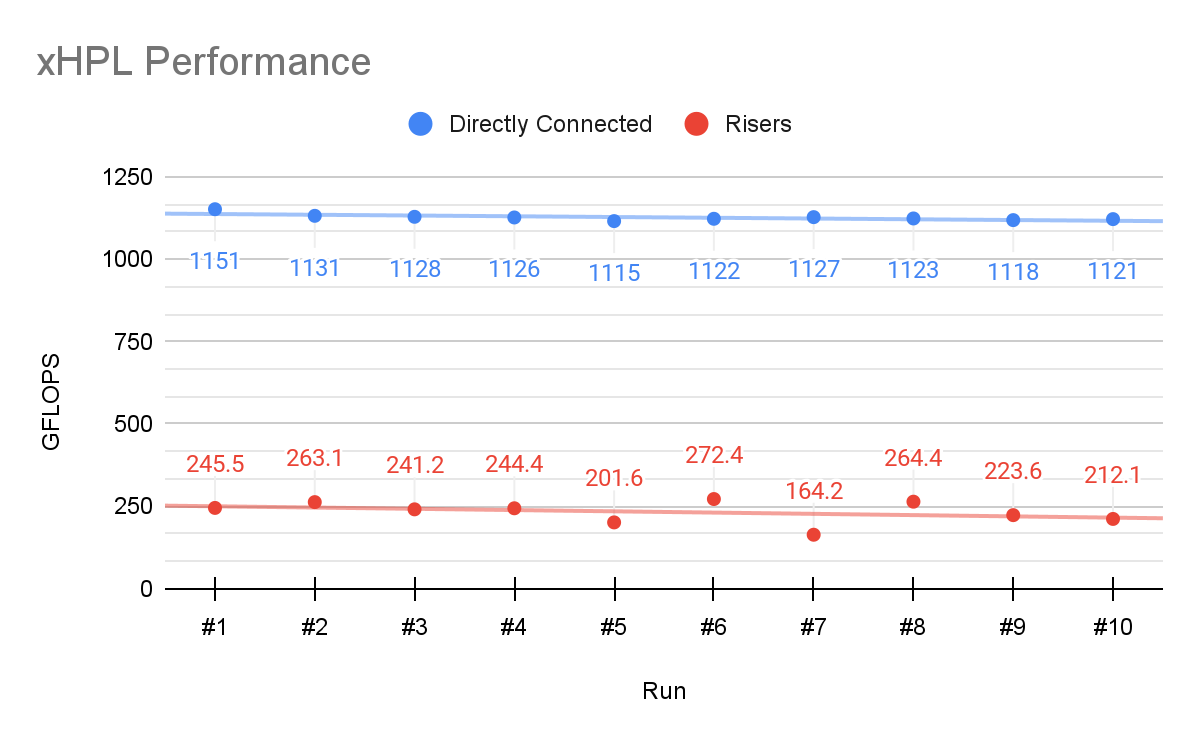 xHPL Performance
Directly Connected Risers
1250
1000
750
500
250
0
GFLOPS
1151 1131 1128 1126 1115 1122 1127 1123 1118 1121
245.5 263.1 241.2 244.4 201.6 272.4 164.2 264.4 223.6 212.1
#1 #2 #3 #4 #5 #6 #7 #8 #9 #10
Run